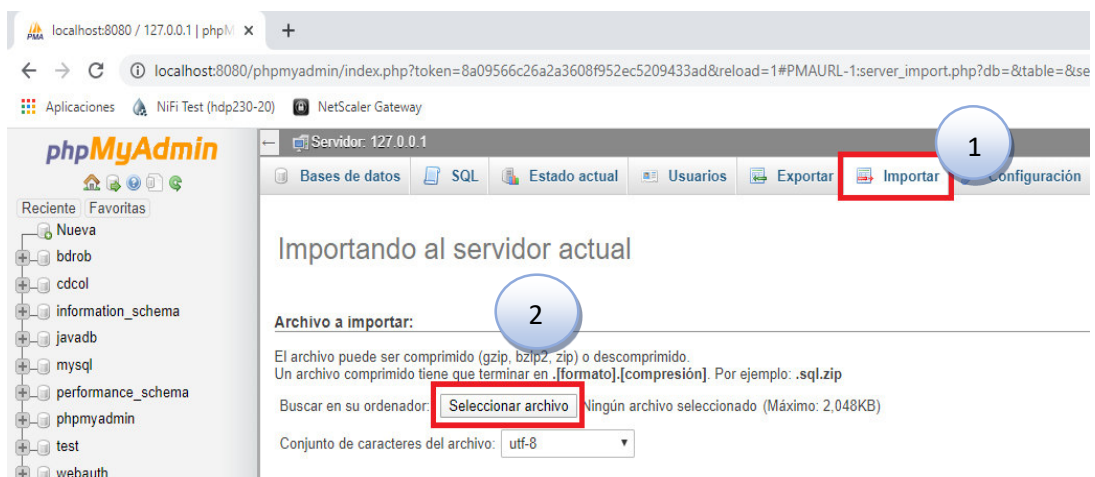 localhost:8080 / 127.0.0.1 | phpM
localhost:8080/phpmyadmin/index.php?token=8a09566c26a2a3608f952ec5209433ad&reload=1#PMAURL-1:server_import.php?db=&table=&se
Aplicaciones NiFi Test (hdp230-20) NetScaler Gateway
phpMyAdmin
Reciente Favoritas
Nueva
bdrob
cdcol
information_schema
javadb
mysql
performance_schema
phpmyadmin
test
webauth
Servidor: 127.0.0.1
Bases de datos SQL Estado actual Usuarios Exportar Importar Configuración
1
Importando al servidor actual
2
Archivo a importar:
El archivo puede ser comprimido (gzip, bzip2, zip) o descomprimido.
Un archivo comprimido tiene que terminar en .[formato].[compresión]. Por ejemplo: .sql.zip
Buscar en su ordenador: Seleccionar archivo Ningún archivo seleccionado (Máximo: 2,048KB)
Conjunto de caracteres del archivo: utf-8